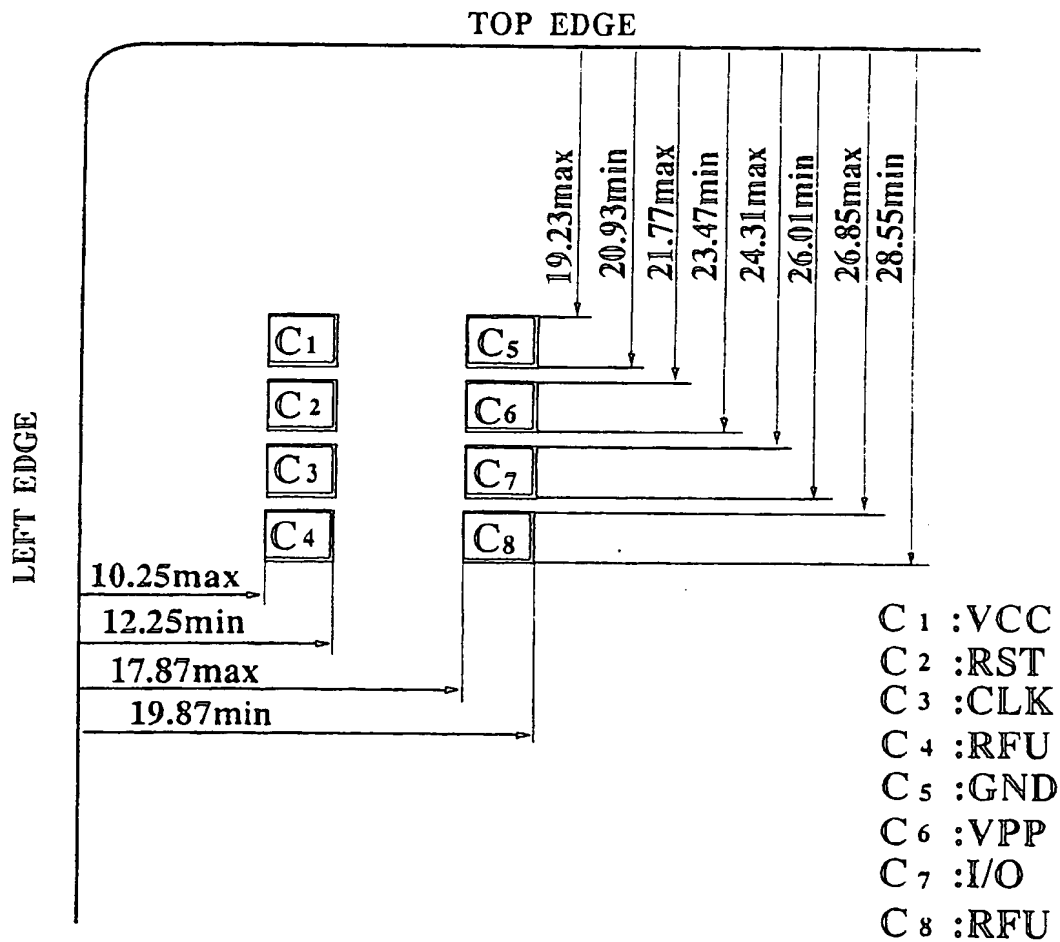 TOP EDGE
19.23max
20.93min
21.77max
23.47min
24.31max
26.01min
26.85max
28.55min
C1
C5
C2
C6
C3
C7
C4
C8
LEFT EDGE
10.25max
12.25min
17.87max
19.87min
C1 :VCC
C2 :RST
C3 :CLK
C4 :RFU
C5 :GND
C6 :VPP
C7 :I/O
C8 :RFU